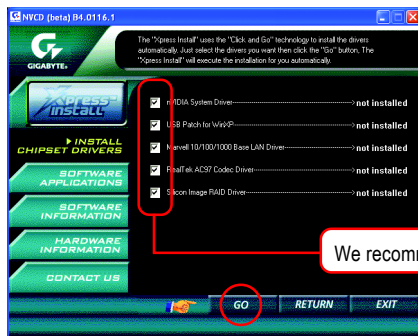 NVCD (beta) B4.0116.1
GIGABYTE
The "Xpress Install" uses the "Click and Go" technology to install the drivers
automatically. Just select the drivers you want then click the "Go" button, The
"Xpress Install" will execute the installation for you automatically.
Xpress
INSTALL
nVIDIA System Driver not installed
USB Patch for WinXP not installed
INSTALL
CHIPSET DRIVERS
Marvell 10/100/1000 Base LAN Driver not installed
SOFTWARE
APPLICATIONS
RealTek AC97 Codec Driver not installed
Silicon Image RAID Driver not installed
SOFTWARE
INFORMATION
HARDWARE
INFORMATION
We recomm
CONTACT US
GO RETURN EXIT